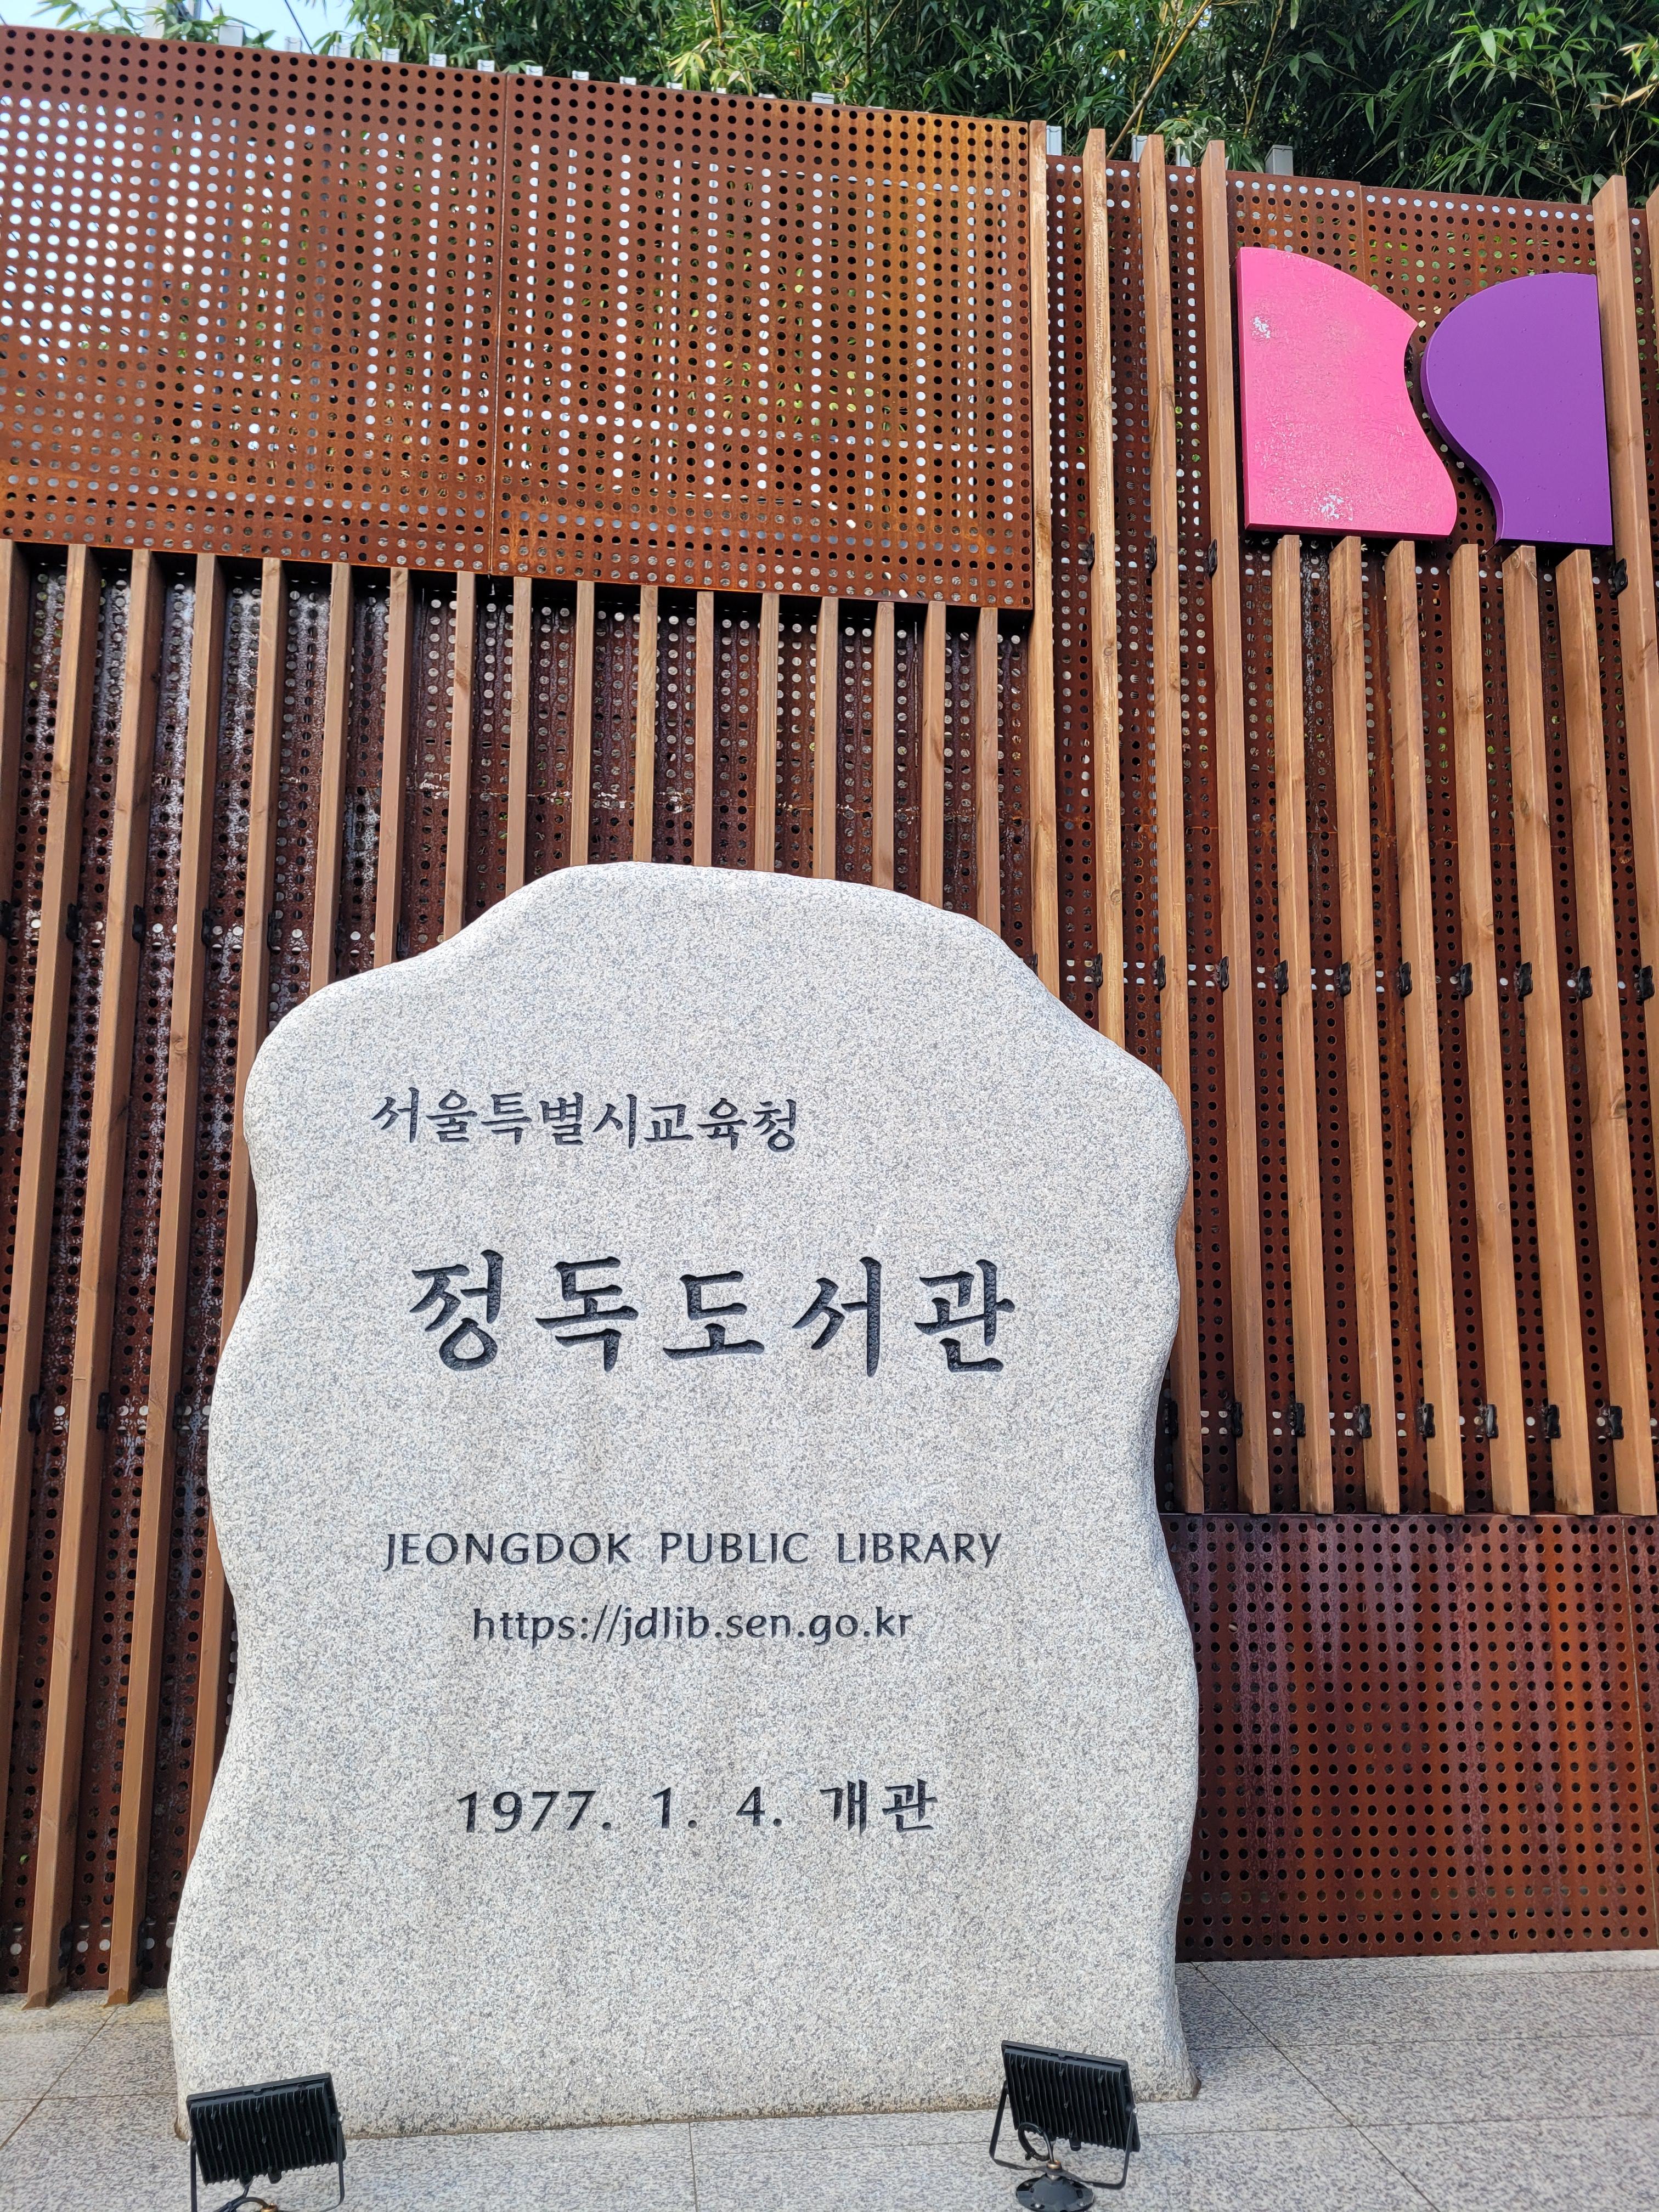 서울특별시교육청
정독도서관
JEONGDOK PUBLIC LIBRARY
https://jdlib.sen.go.kr
1977. 1. 4. 개관